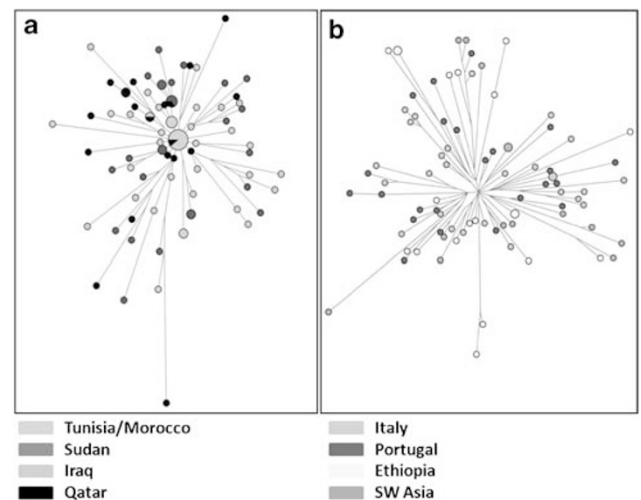 a
b
Tunisia/Morocco
Sudan
Iraq
Qatar
Italy
Portugal
Ethiopia
SW Asia